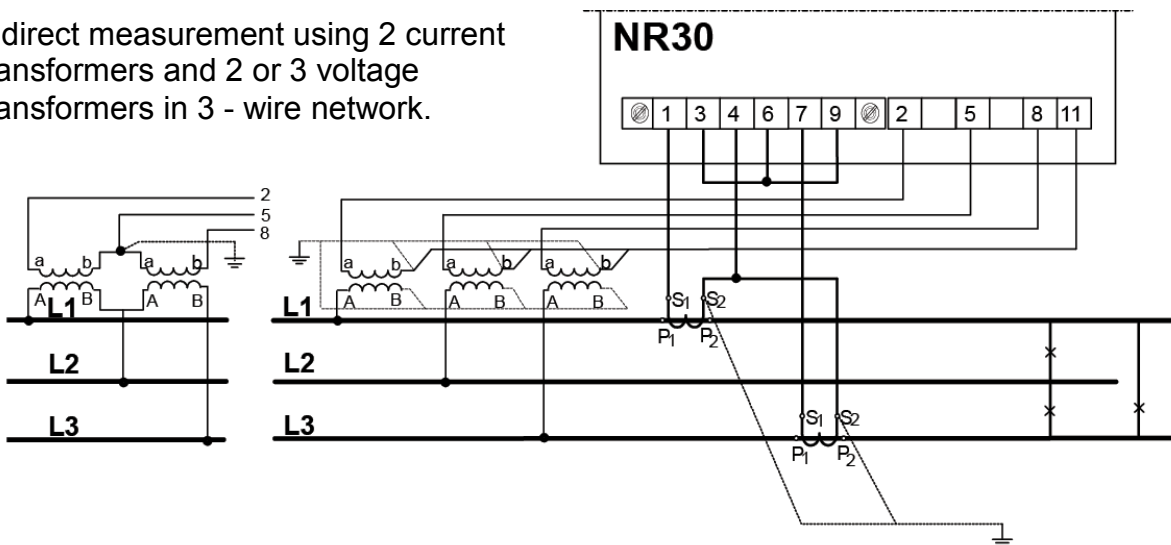 direct measurement using 2 current
ansformers and 2 or 3 voltage
ansformers in 3 - wire network.
NR30
1 3 4 6 7 9 2 5 8 11
2
5
8
a b a b
A B A B
L1
L2
L3
a b a b a b
A B A B A B
L1
S1 S2
P1 P2
L2
L3
S1 S2
P1 P2